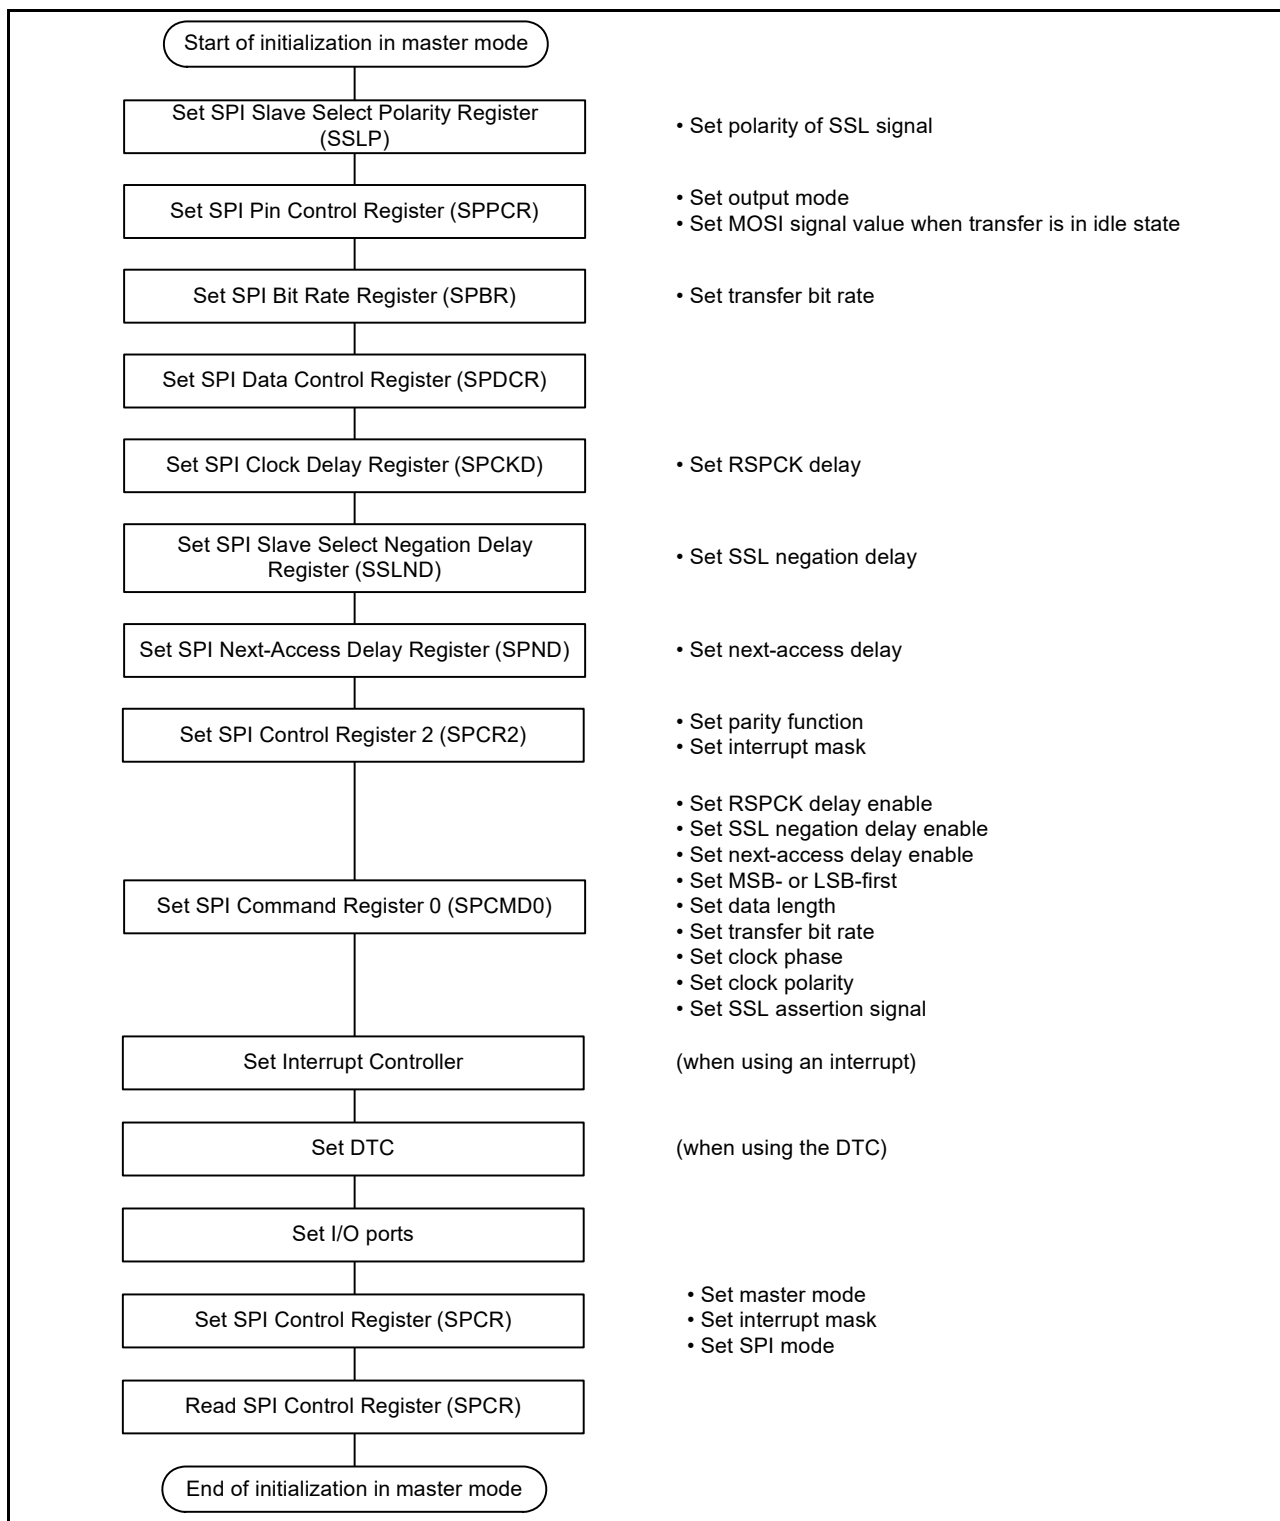 Start of initialization in master mode
Set SPI Slave Select Polarity Register
(SSLP)
• Set polarity of SSL signal
Set SPI Pin Control Register (SPPCR)
• Set output mode
• Set MOSI signal value when transfer is in idle state
Set SPI Bit Rate Register (SPBR)
• Set transfer bit rate
Set SPI Data Control Register (SPDCR)
Set SPI Clock Delay Register (SPCKD)
• Set RSPCK delay
Set SPI Slave Select Negation Delay
Register (SSLND)
• Set SSL negation delay
Set SPI Next-Access Delay Register (SPND)
• Set next-access delay
Set SPI Control Register 2 (SPCR2)
• Set parity function
• Set interrupt mask
Set SPI Command Register 0 (SPCMD0)
• Set RSPCK delay enable
• Set SSL negation delay enable
• Set next-access delay enable
• Set MSB- or LSB-first
• Set data length
• Set transfer bit rate
• Set clock phase
• Set clock polarity
• Set SSL assertion signal
Set Interrupt Controller
(when using an interrupt)
Set DTC
(when using the DTC)
Set I/O ports
Set SPI Control Register (SPCR)
• Set master mode
• Set interrupt mask
• Set SPI mode
Read SPI Control Register (SPCR)
End of initialization in master mode